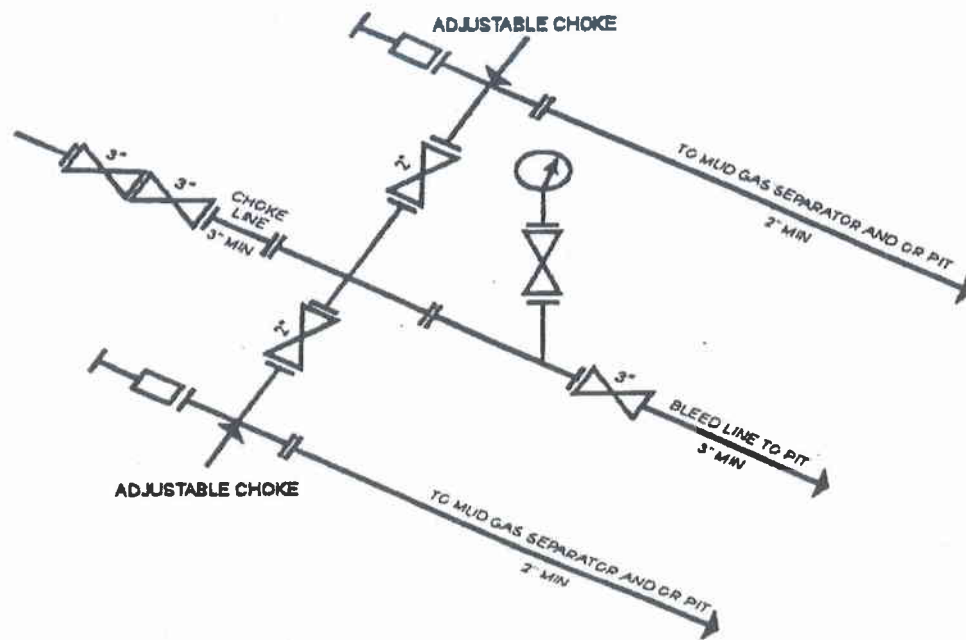 ADJUSTABLE CHOKE
3"
3"
CHOKE
LINE
3" MIN
2"
TO MUD GAS SEPARATOR AND OR PIT
2" MIN
2"
3"
BLEED LINE TO PIT
3" MIN
ADJUSTABLE CHOKE
TO MUD GAS SEPARATOR AND OR PIT
2" MIN